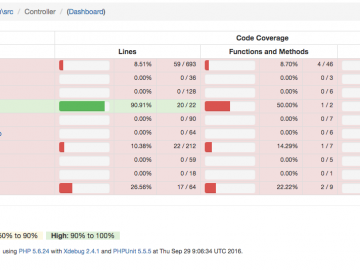 \src / Controller / (Dashboard)
Code Coverage
Lines Functions and Methods
8.51% 59 / 693 8.70% 4 / 46
0.00% 0 / 36 0.00% 0 / 3
0.00% 0 / 128 0.00% 0 / 6
90.91% 20 / 22 50.00% 1 / 2
0.00% 0 / 90 0.00% 0 / 7
0.00% 0 / 64 0.00% 0 / 2
10.38% 22 / 212 14.29% 1 / 7
0.00% 0 / 18 0.00% 0 / 1
0.00% 0 / 59 0.00% 0 / 9
26.56% 17 / 64 22.22% 2 / 9
50% to 90% High: 90% to 100%
using PHP 5.6.24 with Xdebug 2.4.1 and PHPUnit 5.5.5 at Thu Sep 29 9:06:34 UTC 2016.